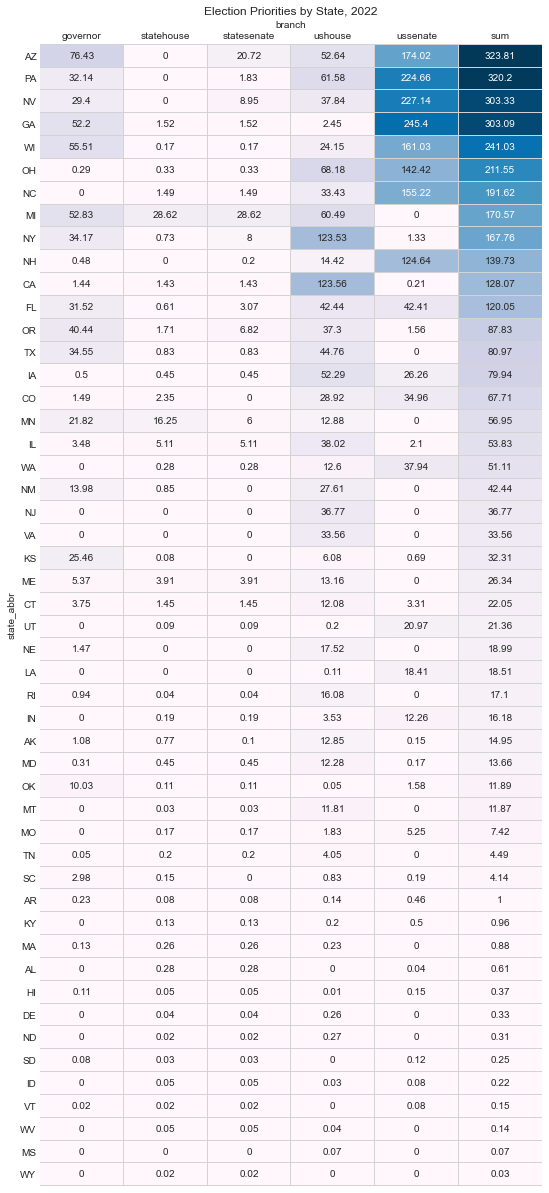 Election Priorities by State, 2022
branch
governor statehouse statesenate ushouse ussenate sum
AZ 76.43 0 20.72 52.64 174.02 323.81
PA 32.14 0 1.83 61.58 224.66 320.2
NV 29.4 0 8.95 37.84 227.14 303.33
GA 52.2 1.52 1.52 2.45 245.4 303.09
WI 55.51 0.17 0.17 24.15 161.03 241.03
OH 0.29 0.33 0.33 68.18 142.42 211.55
NC 0 1.49 1.49 33.43 155.22 191.62
MI 52.83 28.62 28.62 60.49 0 170.57
NY 34.17 0.73 8 123.53 1.33 167.76
NH 0.48 0 0.2 14.42 124.64 139.73
CA 1.44 1.43 1.43 123.56 0.21 128.07
FL 31.52 0.61 3.07 42.44 42.41 120.05
OR 40.44 1.71 6.82 37.3 1.56 87.83
TX 34.55 0.83 0.83 44.76 0 80.97
IA 0.5 0.45 0.45 52.29 26.26 79.94
CO 1.49 2.35 0 28.92 34.96 67.71
MN 21.82 16.25 6 12.88 0 56.95
IL 3.48 5.11 5.11 38.02 2.1 53.83
WA 0 0.28 0.28 12.6 37.94 51.11
NM 13.98 0.85 0 27.61 0 42.44
NJ 0 0 0 36.77 0 36.77
VA 0 0 0 33.56 0 33.56
KS 25.46 0.08 0 6.08 0.69 32.31
ME 5.37 3.91 3.91 13.16 0 26.34
CT 3.75 1.45 1.45 12.08 3.31 22.05
state_abbr
UT 0 0.09 0.09 0.2 20.97 21.36
NE 1.47 0 0 17.52 0 18.99
LA 0 0 0 0.11 18.41 18.51
RI 0.94 0.04 0.04 16.08 0 17.1
IN 0 0.19 0.19 3.53 12.26 16.18
AK 1.08 0.77 0.1 12.85 0.15 14.95
MD 0.31 0.45 0.45 12.28 0.17 13.66
OK 10.03 0.11 0.11 0.05 1.58 11.89
MT 0 0.03 0.03 11.81 0 11.87
MO 0 0.17 0.17 1.83 5.25 7.42
TN 0.05 0.2 0.2 4.05 0 4.49
SC 2.98 0.15 0 0.83 0.19 4.14
AR 0.23 0.08 0.08 0.14 0.46 1
KY 0 0.13 0.13 0.2 0.5 0.96
MA 0.13 0.26 0.26 0.23 0 0.88
AL 0 0.28 0.28 0 0.04 0.61
HI 0.11 0.05 0.05 0.01 0.15 0.37
DE 0 0.04 0.04 0.26 0 0.33
ND 0 0.02 0.02 0.27 0 0.31
SD 0.08 0.03 0.03 0 0.12 0.25
ID 0 0.05 0.05 0.03 0.08 0.22
VT 0.02 0.02 0.02 0 0.08 0.15
WV 0 0.05 0.05 0.04 0 0.14
MS 0 0 0 0.07 0 0.07
WY 0 0.02 0.02 0 0 0.03